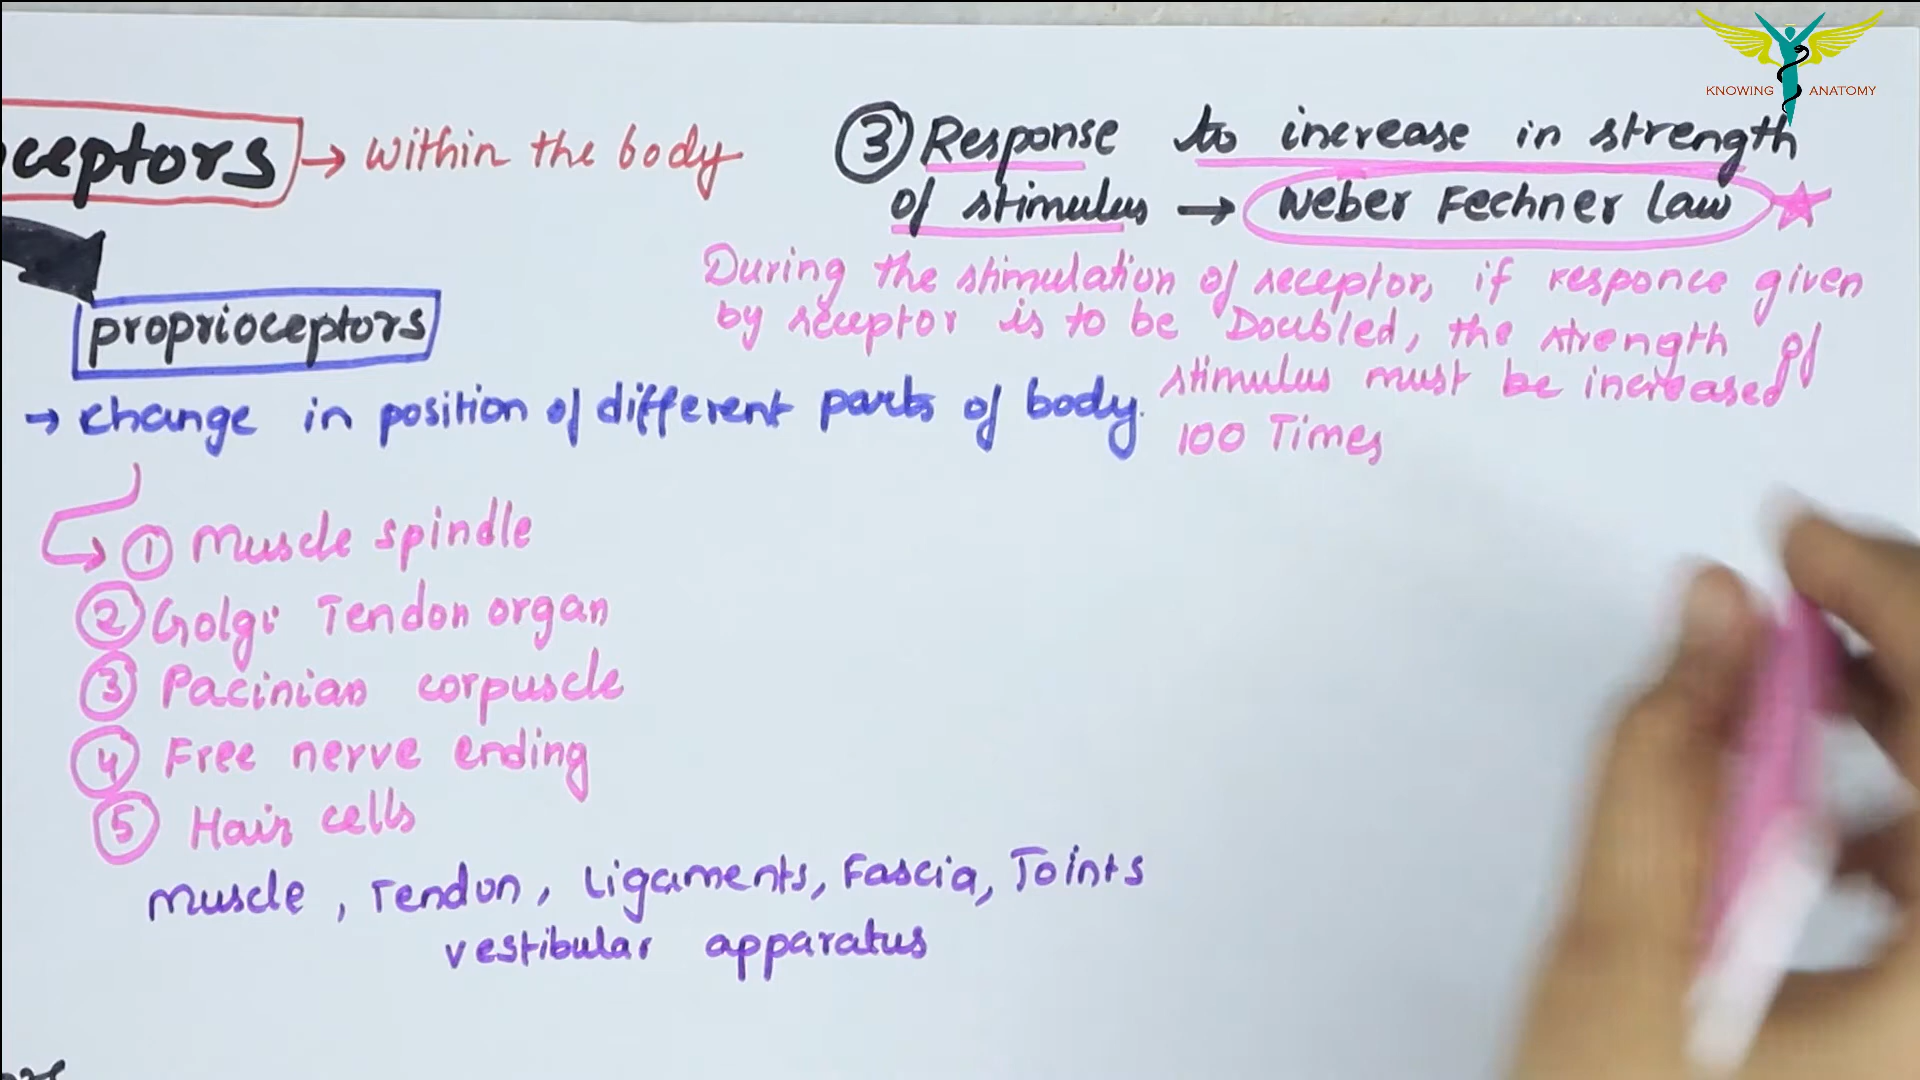 KNOWING ANATOMY
ceptors → within the body
proprioceptors
→ change in position of different parts of body.
① Muscle spindle
② Golgi Tendon organ
③ Pacinian corpuscle
④ Free nerve ending
⑤ Hair cells
Muscle, Tendon, Ligaments, Fascia, Joints
vestibular apparatus
③ Response to increase in strength
of stimulus → Weber Fechner law
During the stimulation of receptor, if responce given
by receptor is to be Doubled, the strength of
stimulus must be increased
100 Times